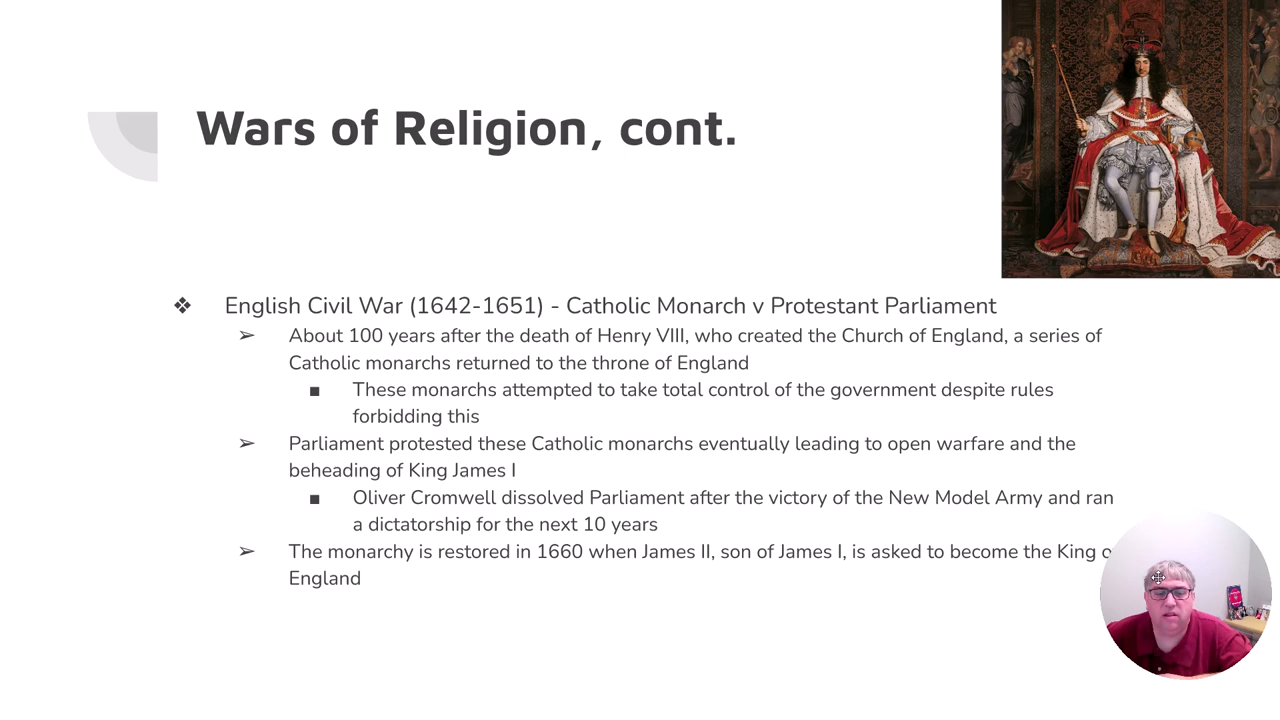 Wars of Religion, cont.
❖ English Civil War (1642-1651) - Catholic Monarch v Protestant Parliament
➢ About 100 years after the death of Henry VIII, who created the Church of England, a series of
Catholic monarchs returned to the throne of England
■ These monarchs attempted to take total control of the government despite rules
forbidding this
➢ Parliament protested these Catholic monarchs eventually leading to open warfare and the
beheading of King James I
■ Oliver Cromwell dissolved Parliament after the victory of the New Model Army and ran
a dictatorship for the next 10 years
➢ The monarchy is restored in 1660 when James II, son of James I, is asked to become the King
England